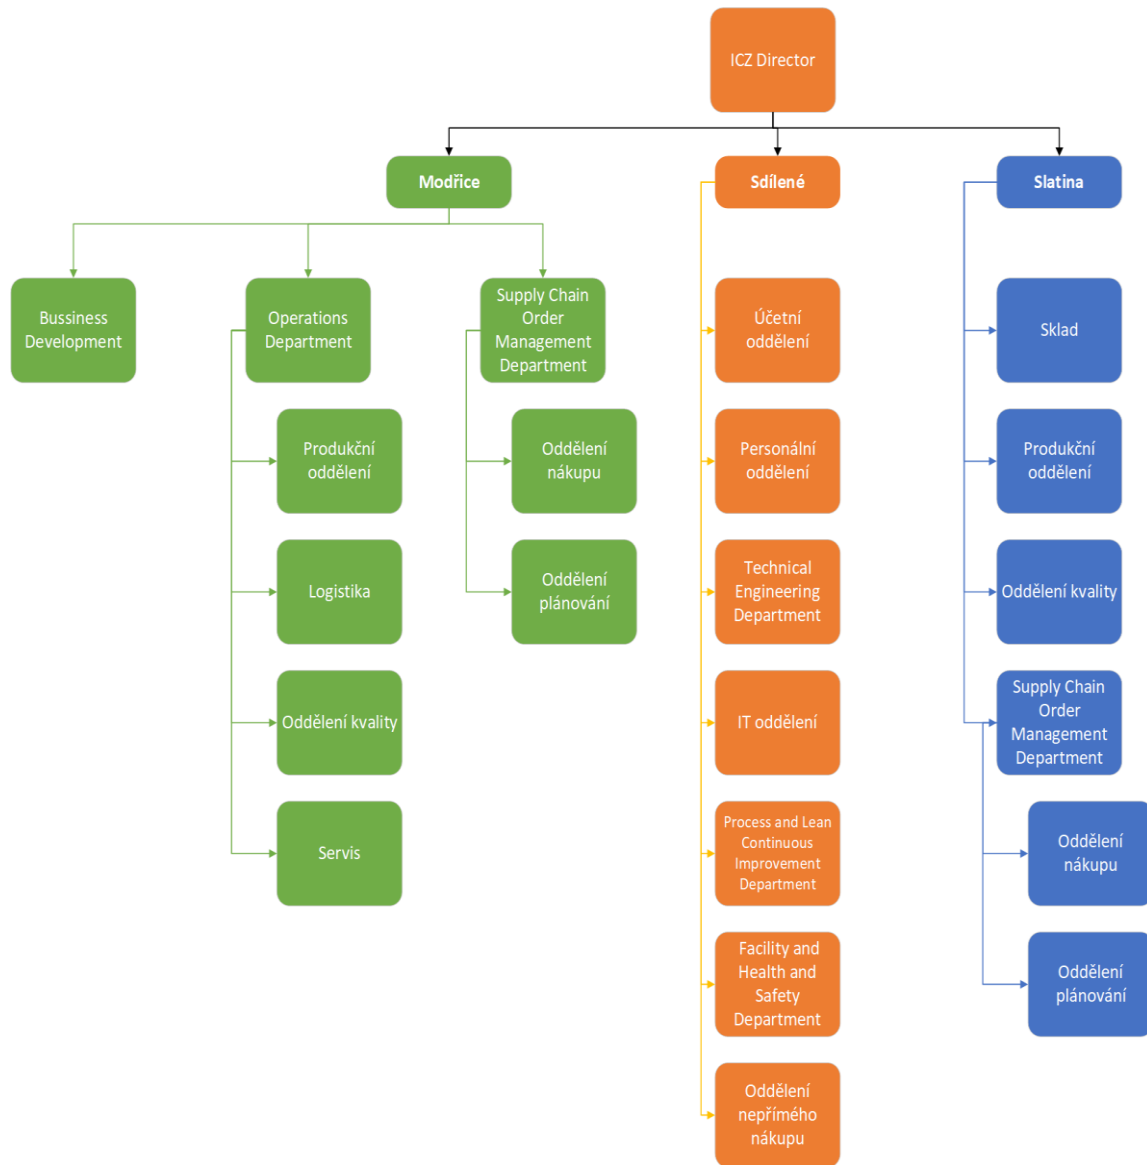 ICZ Director
Modřice
Sdílené
Slatina
Bussiness
Development
Operations
Department
Supply Chain
Order
Management
Department
Účetní
oddělení
Sklad
Produkční
oddělení
Oddělení
nákupu
Personální
oddělení
Produkční
oddělení
Logistika
Oddělení
plánování
Technical
Engineering
Department
Oddělení kvality
Oddělení kvality
IT oddělení
Supply Chain
Order
Management
Department
Servis
Process and Lean
Continuous
Improvement
Department
Oddělení
nákupu
Facility and
Health and
Safety
Department
Oddělení
plánování
Oddělení
nepřímého
nákupu